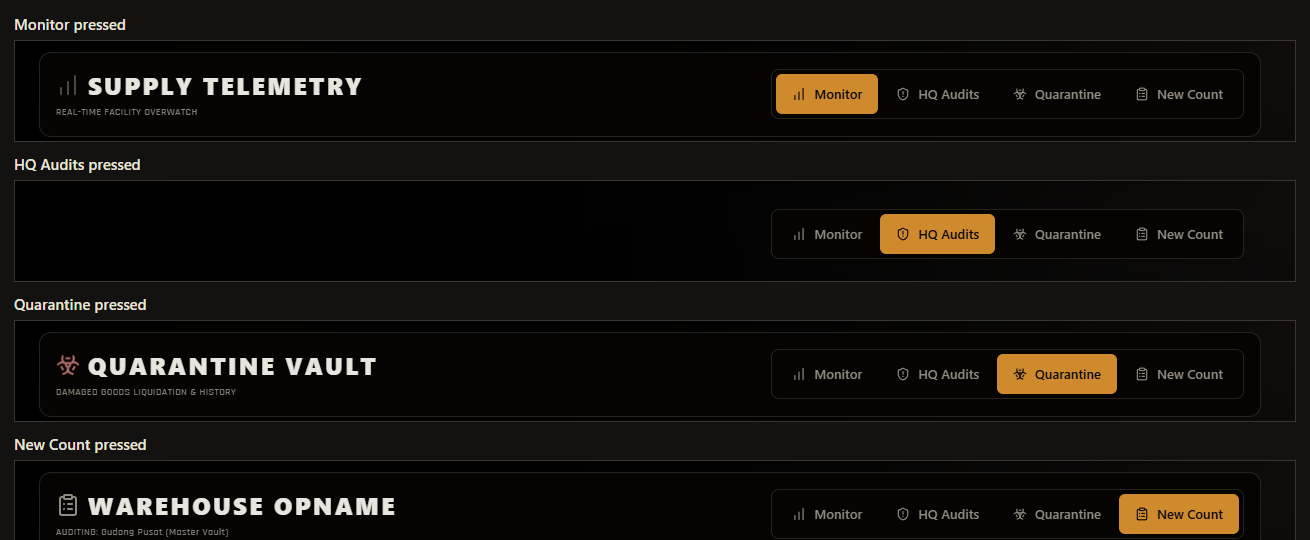 Monitor pressed
SUPPLY TELEMETRY
REAL-TIME FACILITY OVERWATCH
Monitor HQ Audits Quarantine New Count
HQ Audits pressed
Monitor HQ Audits Quarantine New Count
Quarantine pressed
QUARANTINE VAULT
DAMAGED GOODS LIQUIDATION & HISTORY
Monitor HQ Audits Quarantine New Count
New Count pressed
WAREHOUSE OPNAME
AUDITING: Gudang Pusat (Master Vault)
Monitor HQ Audits Quarantine New Count